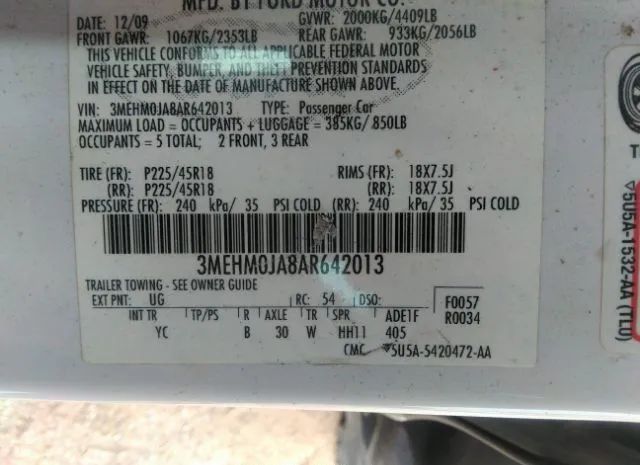 MFD. BY FORD MOTOR CO.
DATE: 12/09 GVWR: 2000KG/4409LB
FRONT GAWR: 1067KG/2353LB REAR GAWR: 933KG/2056LB
THIS VEHICLE CONFORMS TO ALL APPLICABLE FEDERAL MOTOR
VEHICLE SAFETY, BUMPER, AND THEFT PREVENTION STANDARDS
IN EFFECT ON THE DATE OF MANUFACTURE SHOWN ABOVE.
VIN: 3MEHM0JA8AR642013 TYPE: Passenger Car
MAXIMUM LOAD = OCCUPANTS + LUGGAGE = 385KG/ 850LB
OCCUPANTS = 5 TOTAL; 2 FRONT, 3 REAR
TIRE (FR): P225/45R18 RIMS (FR): 18X7.5J
(RR): P225/45R18 (RR): 18X7.5J
PRESSURE (FR): 240 kPa/ 35 PSI COLD (RR): 240 kPa/ 35 PSI COLD
3MEHM0JA8AR642013
TRAILER TOWING - SEE OWNER GUIDE
EXT PNT: UG RC: 54 DSO: F0057
INT TR TP/PS R AXLE TR SPR ADE1F R0034
YC B 30 W HH11 405
CMC 5U5A-5420472-AA
5U5A-1532-AA (TLU)